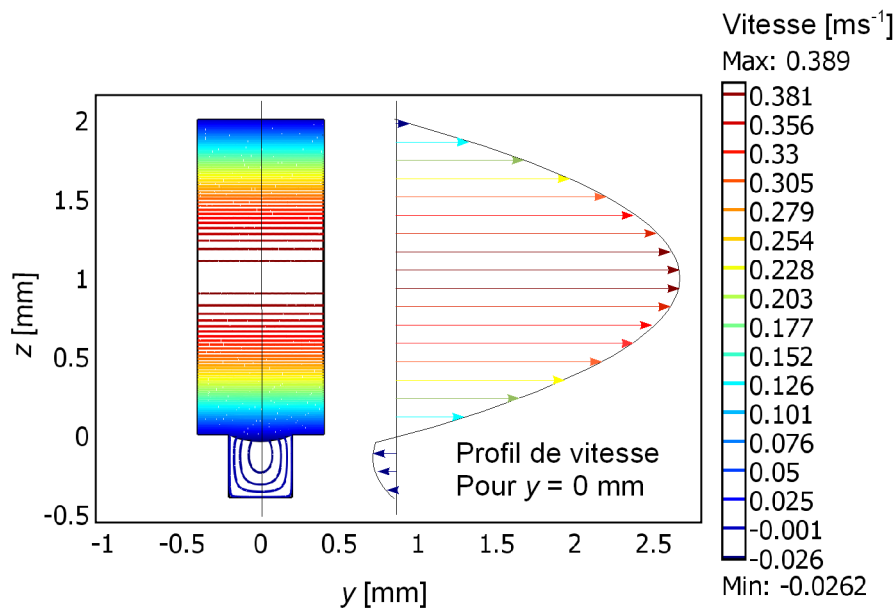 Vitesse [ms⁻¹]
Max: 0.389
0.381
0.356
0.33
0.305
0.279
0.254
0.228
0.203
0.177
0.152
0.126
0.101
0.076
0.05
0.025
-0.001
-0.026
Min: -0.0262
2
1.5
1
0.5
0
-0.5
z [mm]
Profil de vitesse
Pour y = 0 mm
-1 -0.5 0 0.5 1 1.5 2 2.5
y [mm]